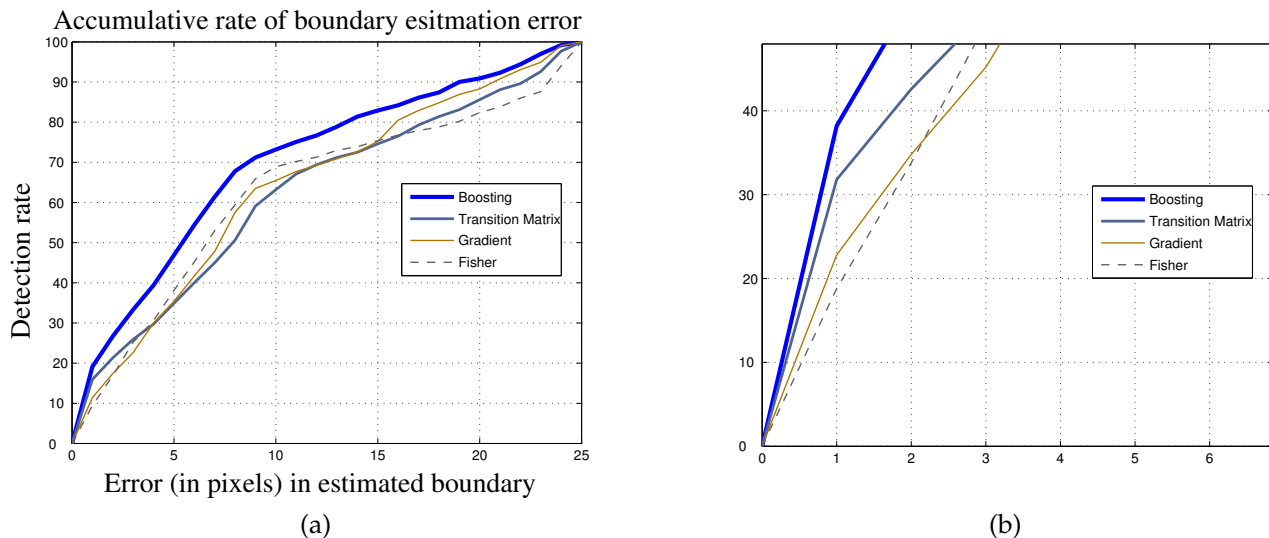 Accumulative rate of boundary esitmation error
100
90
80
70
60
50
40
30
20
10
0
Detection rate
Boosting
Transition Matrix
Gradient
Fisher
0 5 10 15 20 25
Error (in pixels) in estimated boundary
(a)
40
30
20
10
0
Boosting
Transition Matrix
Gradient
Fisher
0 1 2 3 4 5 6
(b)